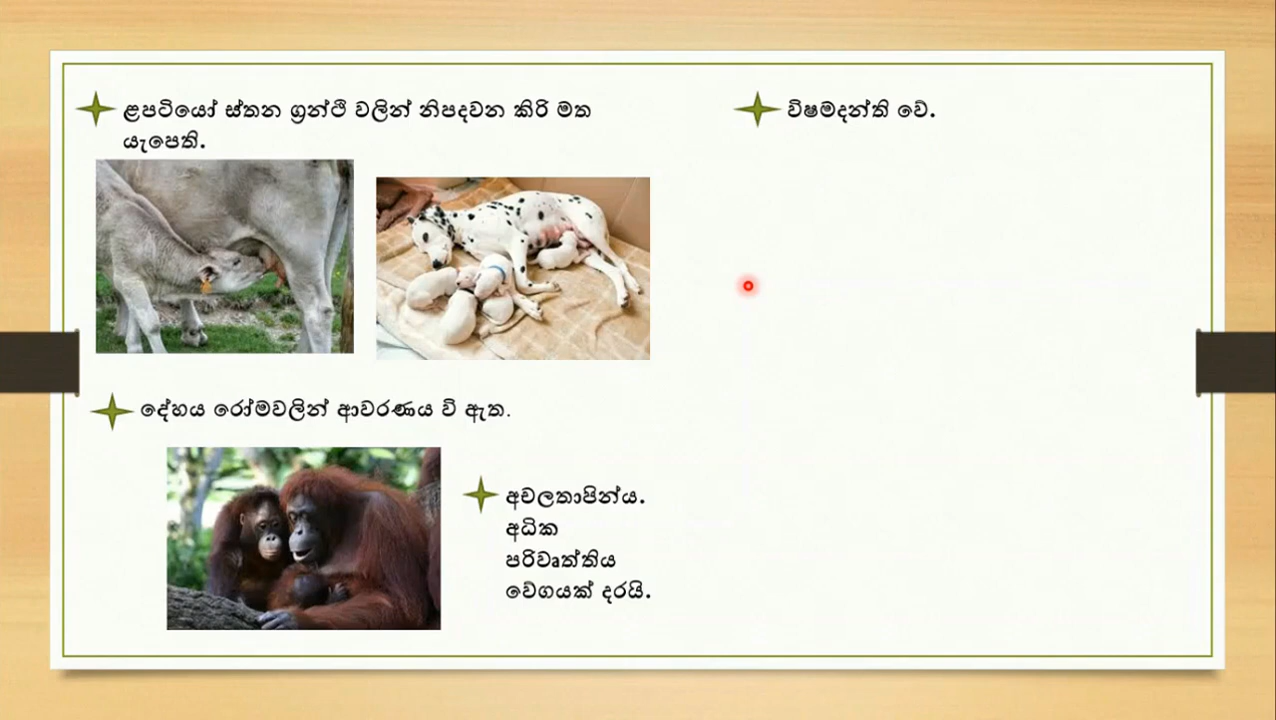 ළපටියෝ ස්තන ග්‍රන්ථි වලින් නිපදවන කිරි මත
යැපෙති.
දේහය රෝමවලින් ආවරණය වි ඇත.
අචලතාපින්ය.
අධික
පරිවෘත්තිය
වේගයක් දරයි.
විෂමදන්ති වේ.